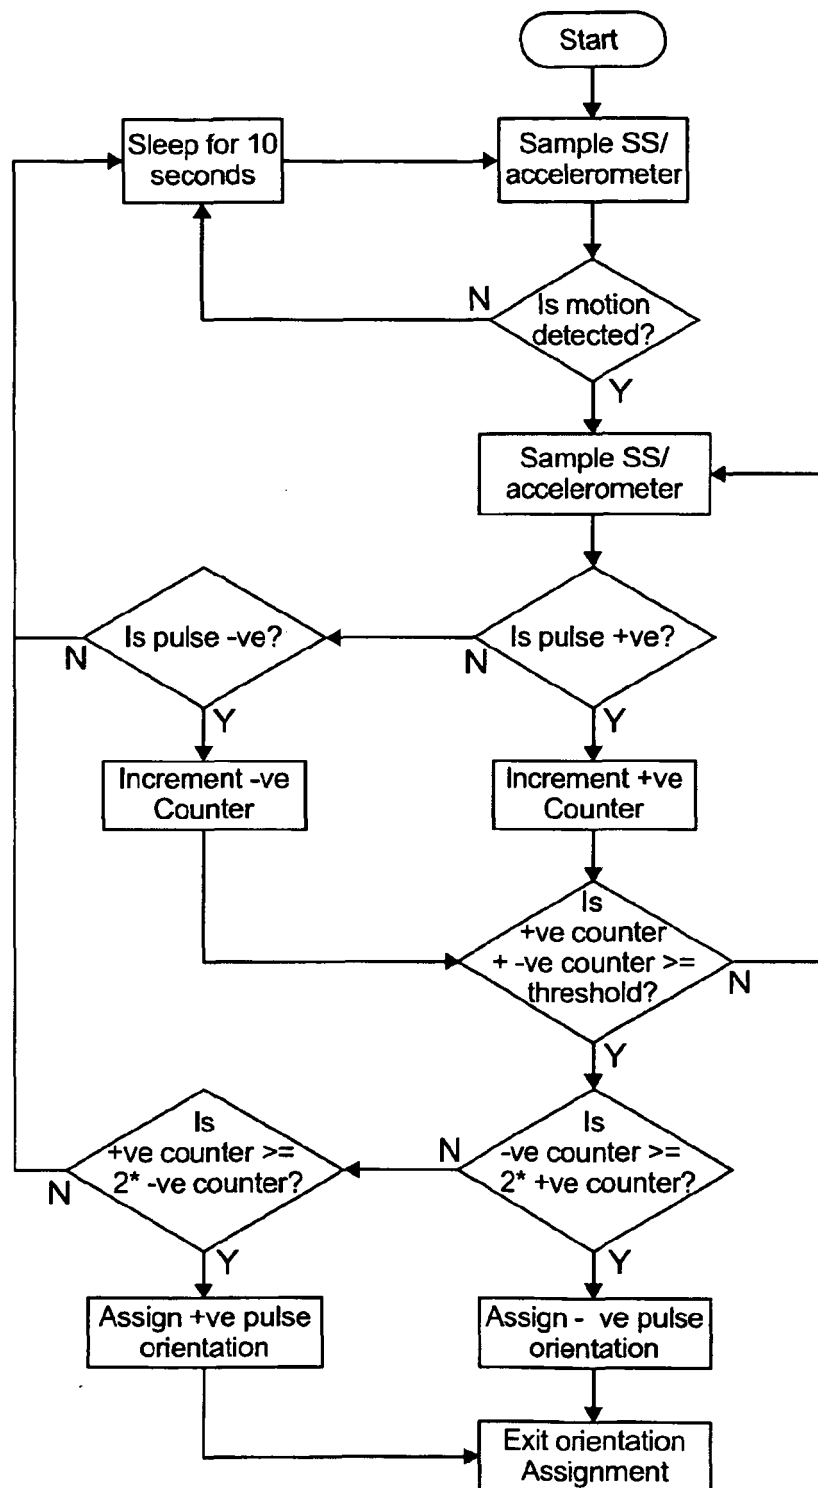 Start
Sleep for 10
seconds
Sample SS/
accelerometer
N
Is motion
detected?
Y
Sample SS/
accelerometer
Is pulse -ve?
N
Is pulse +ve?
N
Y
Y
Increment -ve
Counter
Increment +ve
Counter
Is
+ve counter
+ -ve counter >=
threshold?
N
Y
Is
+ve counter >=
2* -ve counter?
N
Is
-ve counter >=
2* +ve counter?
N
Y
Y
Assign +ve pulse
orientation
Assign - ve pulse
orientation
Exit orientation
Assignment